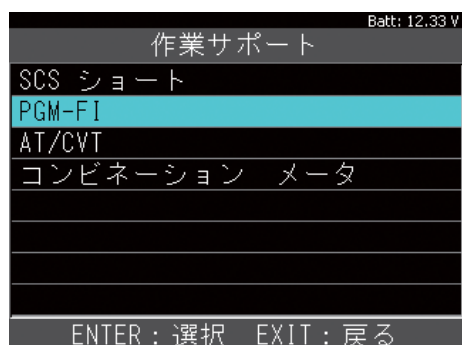 Batt: 12.33 V
作業サポート
SCS ショート
PGM-FI
AT/CVT
コンビネーション　メータ
ENTER：選択　EXIT：戻る